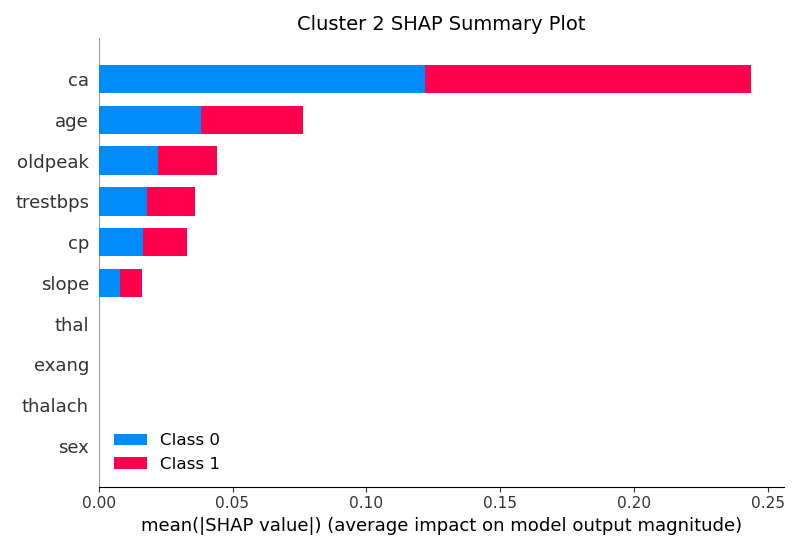 Cluster 2 SHAP Summary Plot
ca
age
oldpeak
trestbps
cp
slope
thal
exang
thalach
sex
Class 0
Class 1
0.00 0.05 0.10 0.15 0.20 0.25
mean(|SHAP value|) (average impact on model output magnitude)